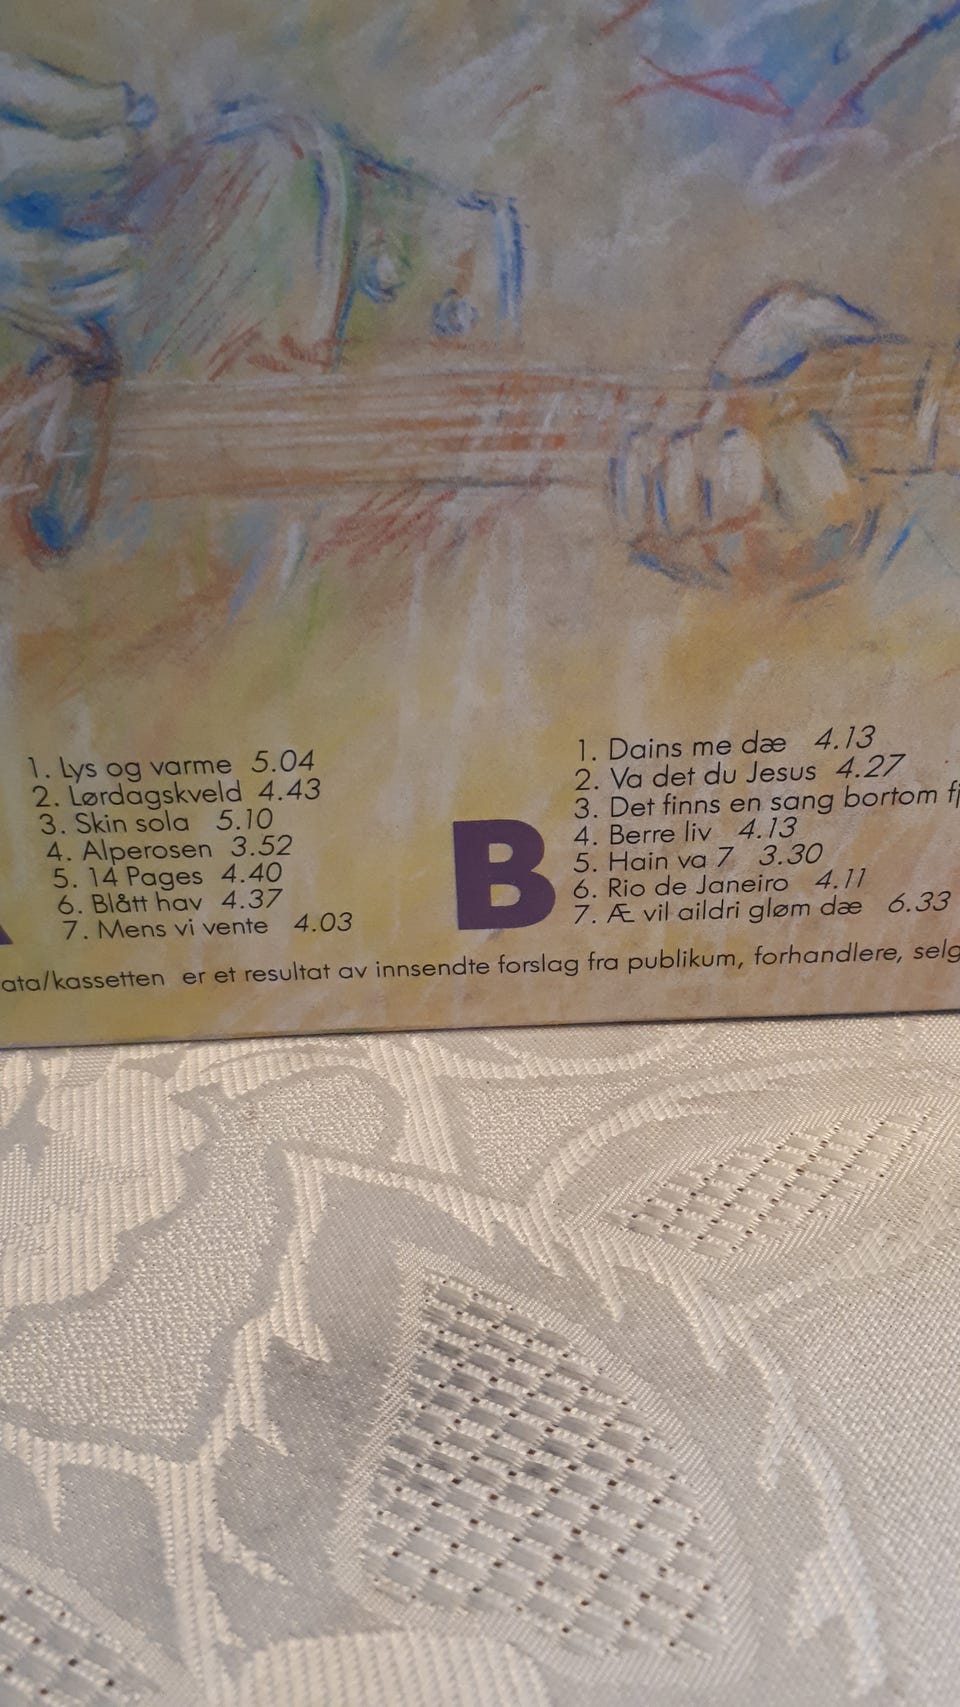 1. Lys og varme 5.04
2. Lørdagskveld 4.43
3. Skin sola 5.10
4. Alperosen 3.52
5. 14 Pages 4.40
6. Blått hav 4.37
7. Mens vi vente 4.03
B
1. Dains me dæ 4.13
2. Va det du Jesus 4.27
3. Det finns en sang bortom
4. Berre liv 4.13
5. Hain va 7 3.30
6. Rio de Janeiro 4.11
7. Æ vil aildri gløm dæ 6.33
ata/kassetten er et resultat av innsendte forslag fra publikum, forhandlere,